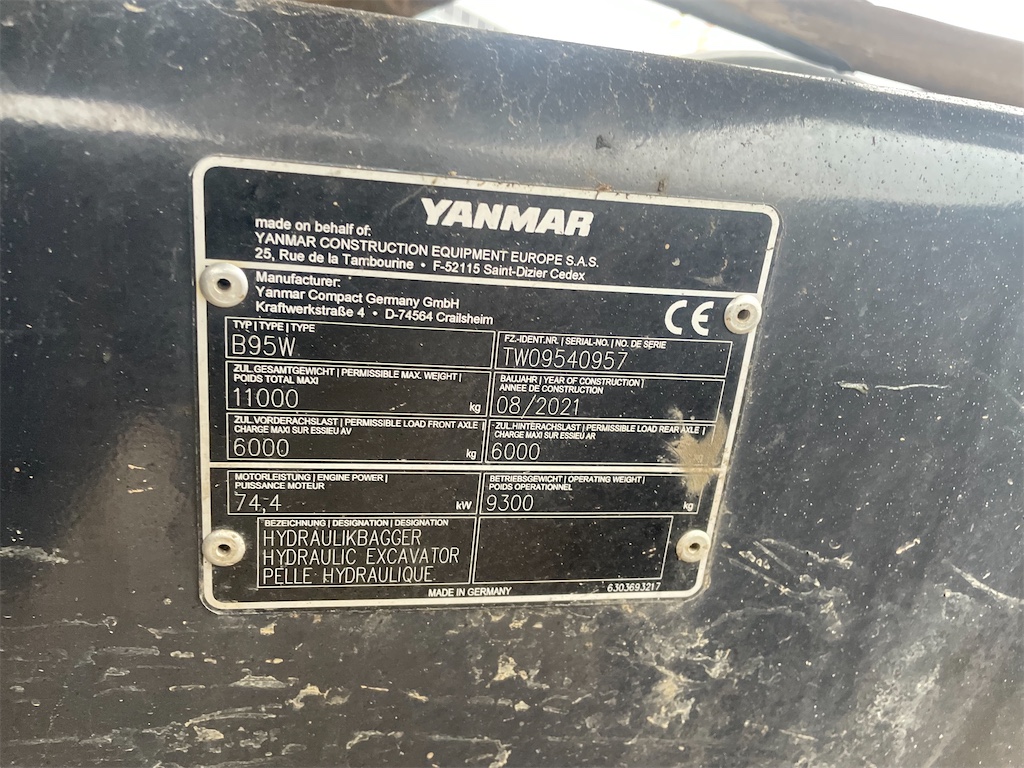 YANMAR
made on behalf of:
YANMAR CONSTRUCTION EQUIPMENT EUROPE S.A.S.
25, Rue de la Tambourine • F-52115 Saint-Dizier Cedex
Manufacturer:
Yanmar Compact Germany GmbH
Kraftwerkstraße 4 • D-74564 Crailsheim
CE
TYP | TYPE | TYPE
B95W
FZ.-IDENT.NR. | SERIAL-NO. | NO. DE SERIE
TW09540957
ZUL.GESAMTGEWICHT | PERMISSIBLE MAX. WEIGHT |
POIDS TOTAL MAXI
11000 kg
BAUJAHR | YEAR OF CONSTRUCTION |
ANNEE DE CONSTRUCTION
08/2021
ZUL.VORDERACHSLAST | PERMISSIBLE LOAD FRONT AXLE |
CHARGE MAXI SUR ESSIEU AV
6000 kg
ZUL.HINTERACHSLAST | PERMISSIBLE LOAD REAR AXLE |
CHARGE MAXI SUR ESSIEU AR
6000
MOTORLEISTUNG | ENGINE POWER |
PUISSANCE MOTEUR
74,4 kW
BETRIEBSGEWICHT | OPERATING WEIGHT |
POIDS OPERATIONNEL
9300 kg
BEZEICHNUNG | DESIGNATION | DESIGNATION
HYDRAULIKBAGGER
HYDRAULIC EXCAVATOR
PELLE HYDRAULIQUE
MADE IN GERMANY
6303693217